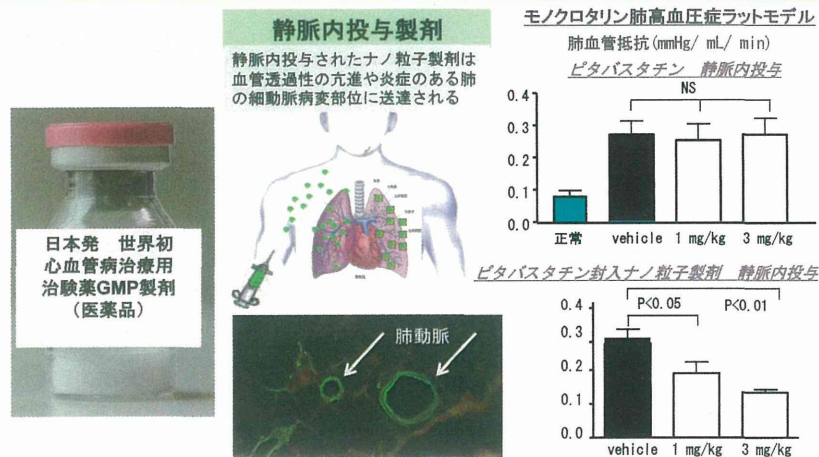 静脈内投与製剤
静脈内投与されたナノ粒子製剤は
血管透過性の亢進や炎症のある肺
の細動脈病変部位に送達される
日本発 世界初
心血管病治療用
治験薬GMP製剤
(医薬品)
肺動脈
モノクロタリン肺高血圧症ラットモデル
肺血管抵抗(mmHg/ mL/ min)
ピタバスタチン 静脈内投与
NS
0.4
0.3
0.2
0.1
0.0
正常 vehicle 1 mg/kg 3 mg/kg
ピタバスタチン封入ナノ粒子製剤 静脈内投与
P<0.05 P<0.01
0.4
0.3
0.2
0.1
0.0
vehicle 1 mg/kg 3 mg/kg